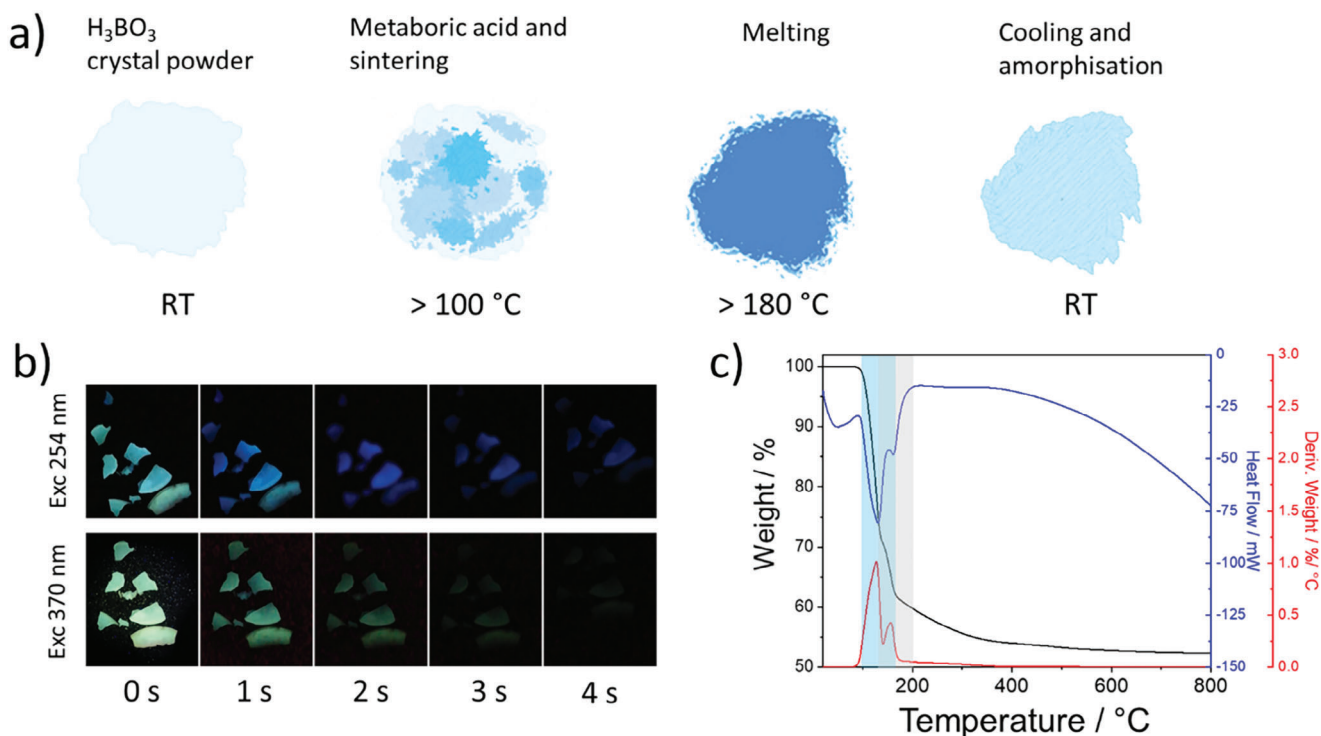 a)
H₃BO₃
crystal powder
Metaboric acid and
sintering
Melting
Cooling and
amorphisation
RT
> 100 °C
> 180 °C
RT
b)
Exc 254 nm
Exc 370 nm
0 s
1 s
2 s
3 s
4 s
c)
Weight / %
100
90
80
70
60
50
200
400
600
800
Temperature / °C
0
-25
-50
-75
-100
-125
-150
Heat Flow / mW
3.0
2.5
2.0
1.5
1.0
0.5
0.0
Deriv. Weight / %/ °C